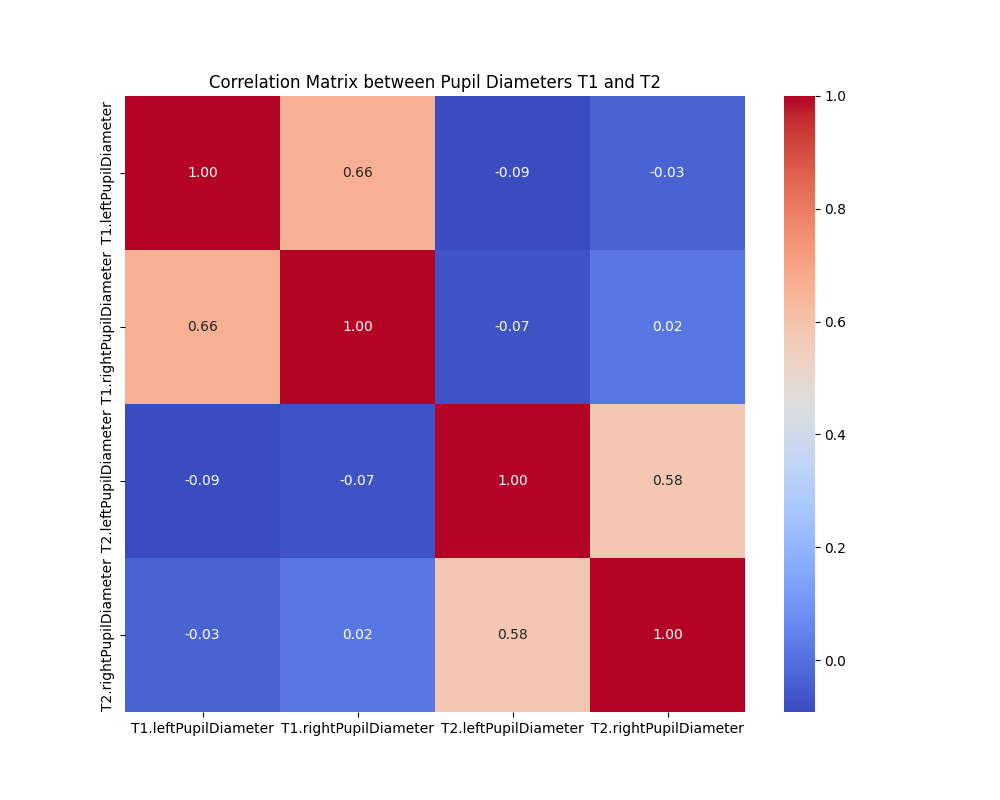 Correlation Matrix between Pupil Diameters T1 and T2
T1.leftPupilDiameter
1.00 0.66 -0.09 -0.03
T1.rightPupilDiameter
0.66 1.00 -0.07 0.02
T2.leftPupilDiameter
-0.09 -0.07 1.00 0.58
T2.rightPupilDiameter
-0.03 0.02 0.58 1.00
T1.leftPupilDiameter T1.rightPupilDiameter T2.leftPupilDiameter T2.rightPupilDiameter
1.0
0.8
0.6
0.4
0.2
0.0